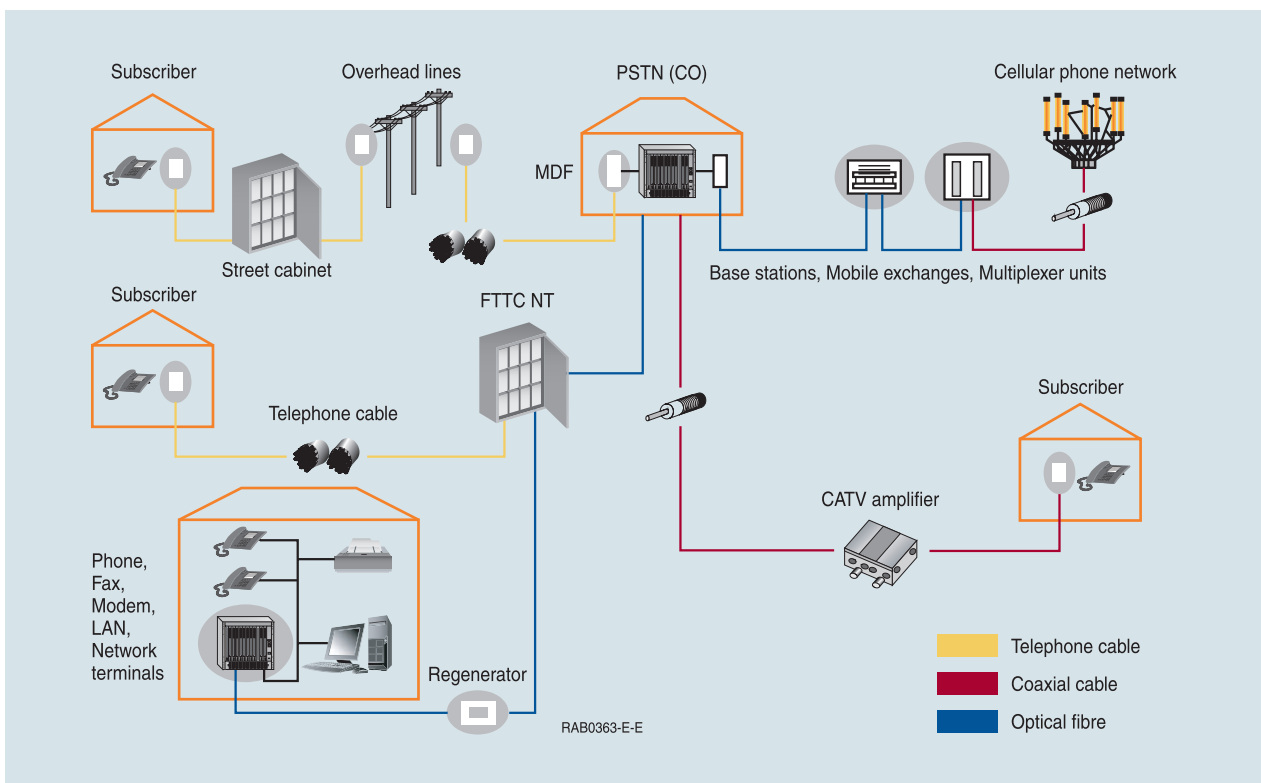 Subscriber
Overhead lines
PSTN (CO)
Cellular phone network
MDF
Street cabinet
Base stations, Mobile exchanges, Multiplexer units
Subscriber
FTTC NT
Telephone cable
Subscriber
CATV amplifier
Phone,
Fax,
Modem,
LAN,
Network
terminals
Regenerator
RAB0363-E-E
Telephone cable
Coaxial cable
Optical fibre